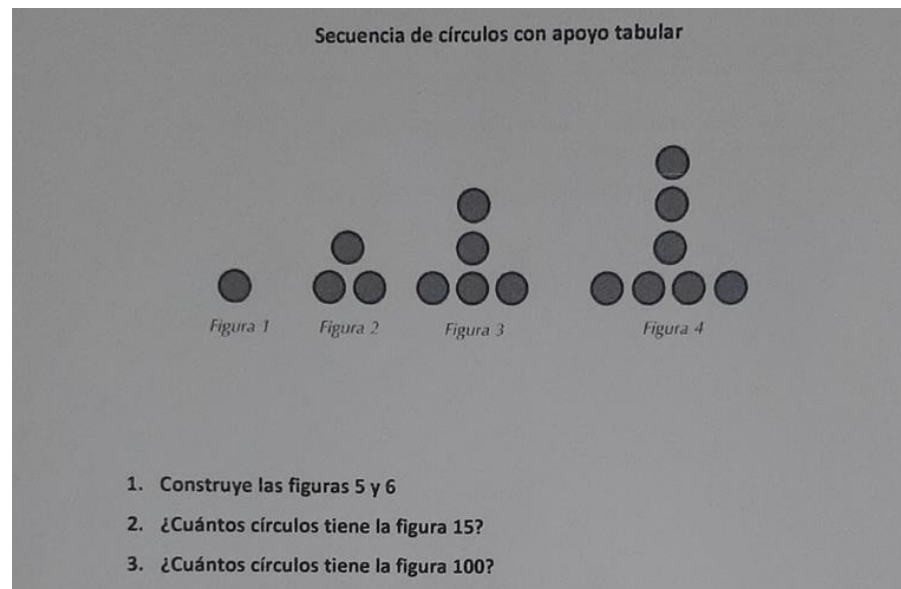 Secuencia de círculos con apoyo tabular
Figura 1 Figura 2 Figura 3 Figura 4
1. Construye las figuras 5 y 6
2. ¿Cuántos círculos tiene la figura 15?
3. ¿Cuántos círculos tiene la figura 100?